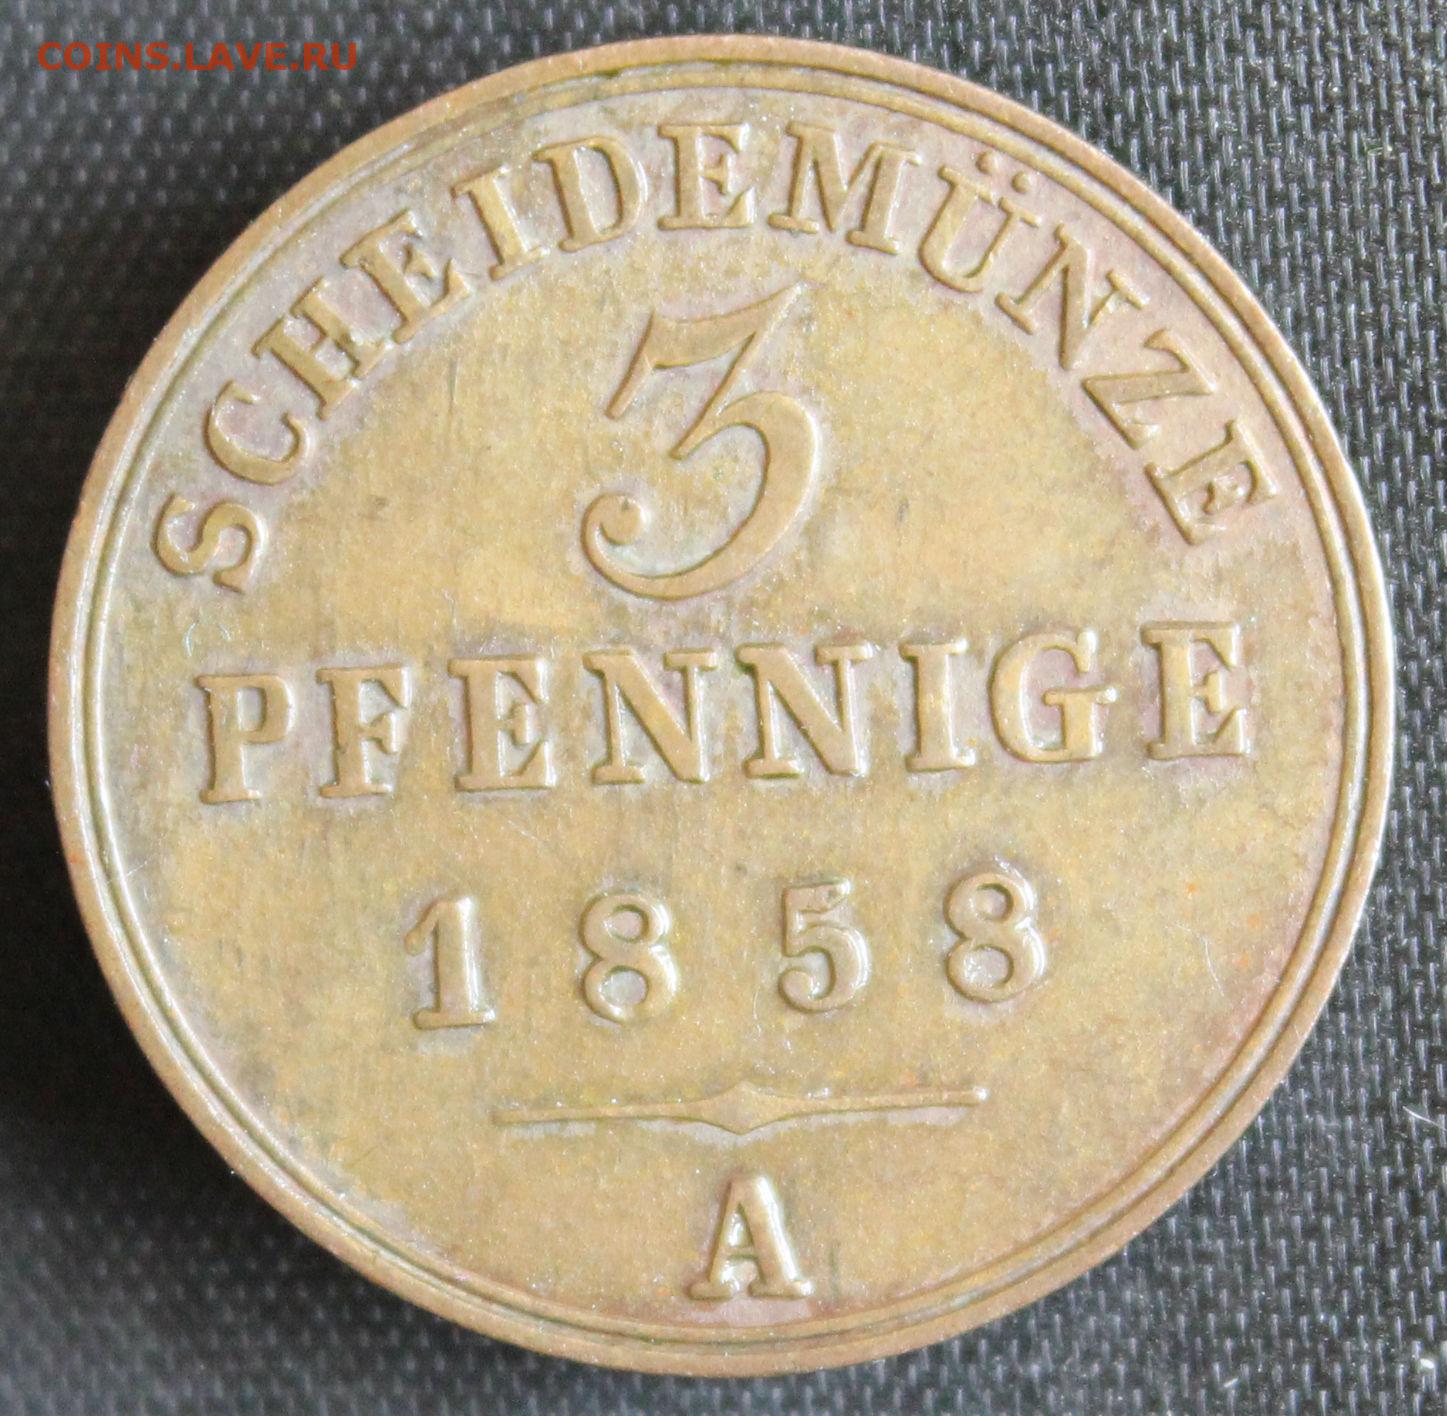 COINS.LAVE.RU
SCHEIDEMÜNZE
3
PFENNIGE
1858
A